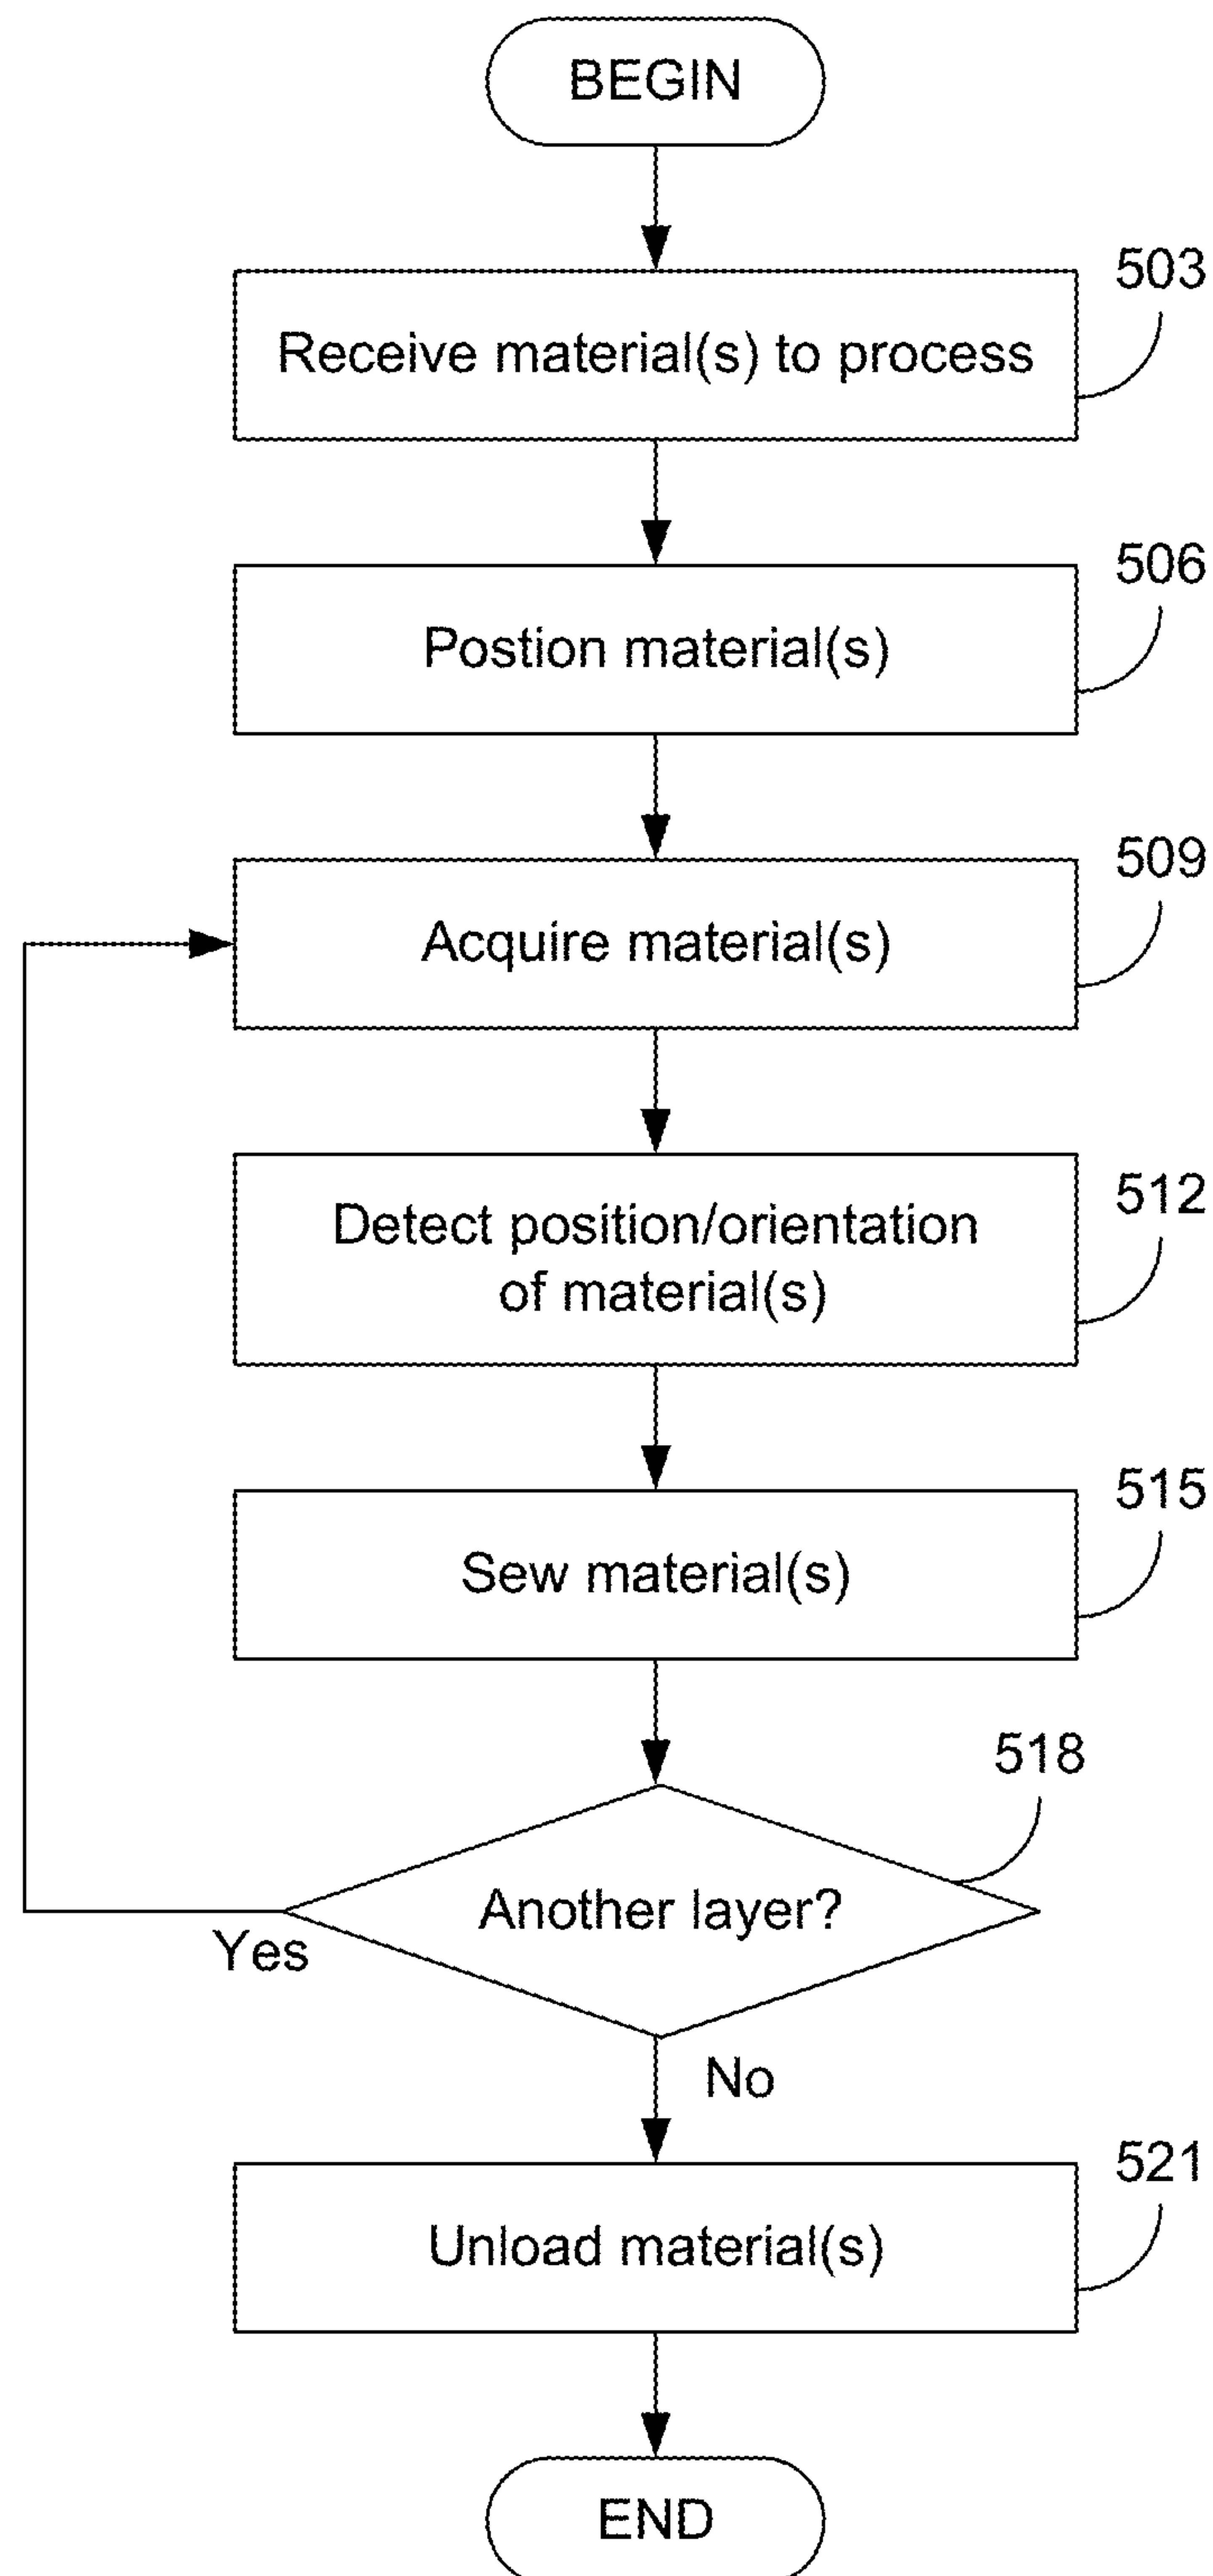 BEGIN
503
Receive material(s) to process
506
Postion material(s)
509
Acquire material(s)
512
Detect position/orientation
of material(s)
515
Sew material(s)
518
Another layer?
Yes
No
521
Unload material(s)
END